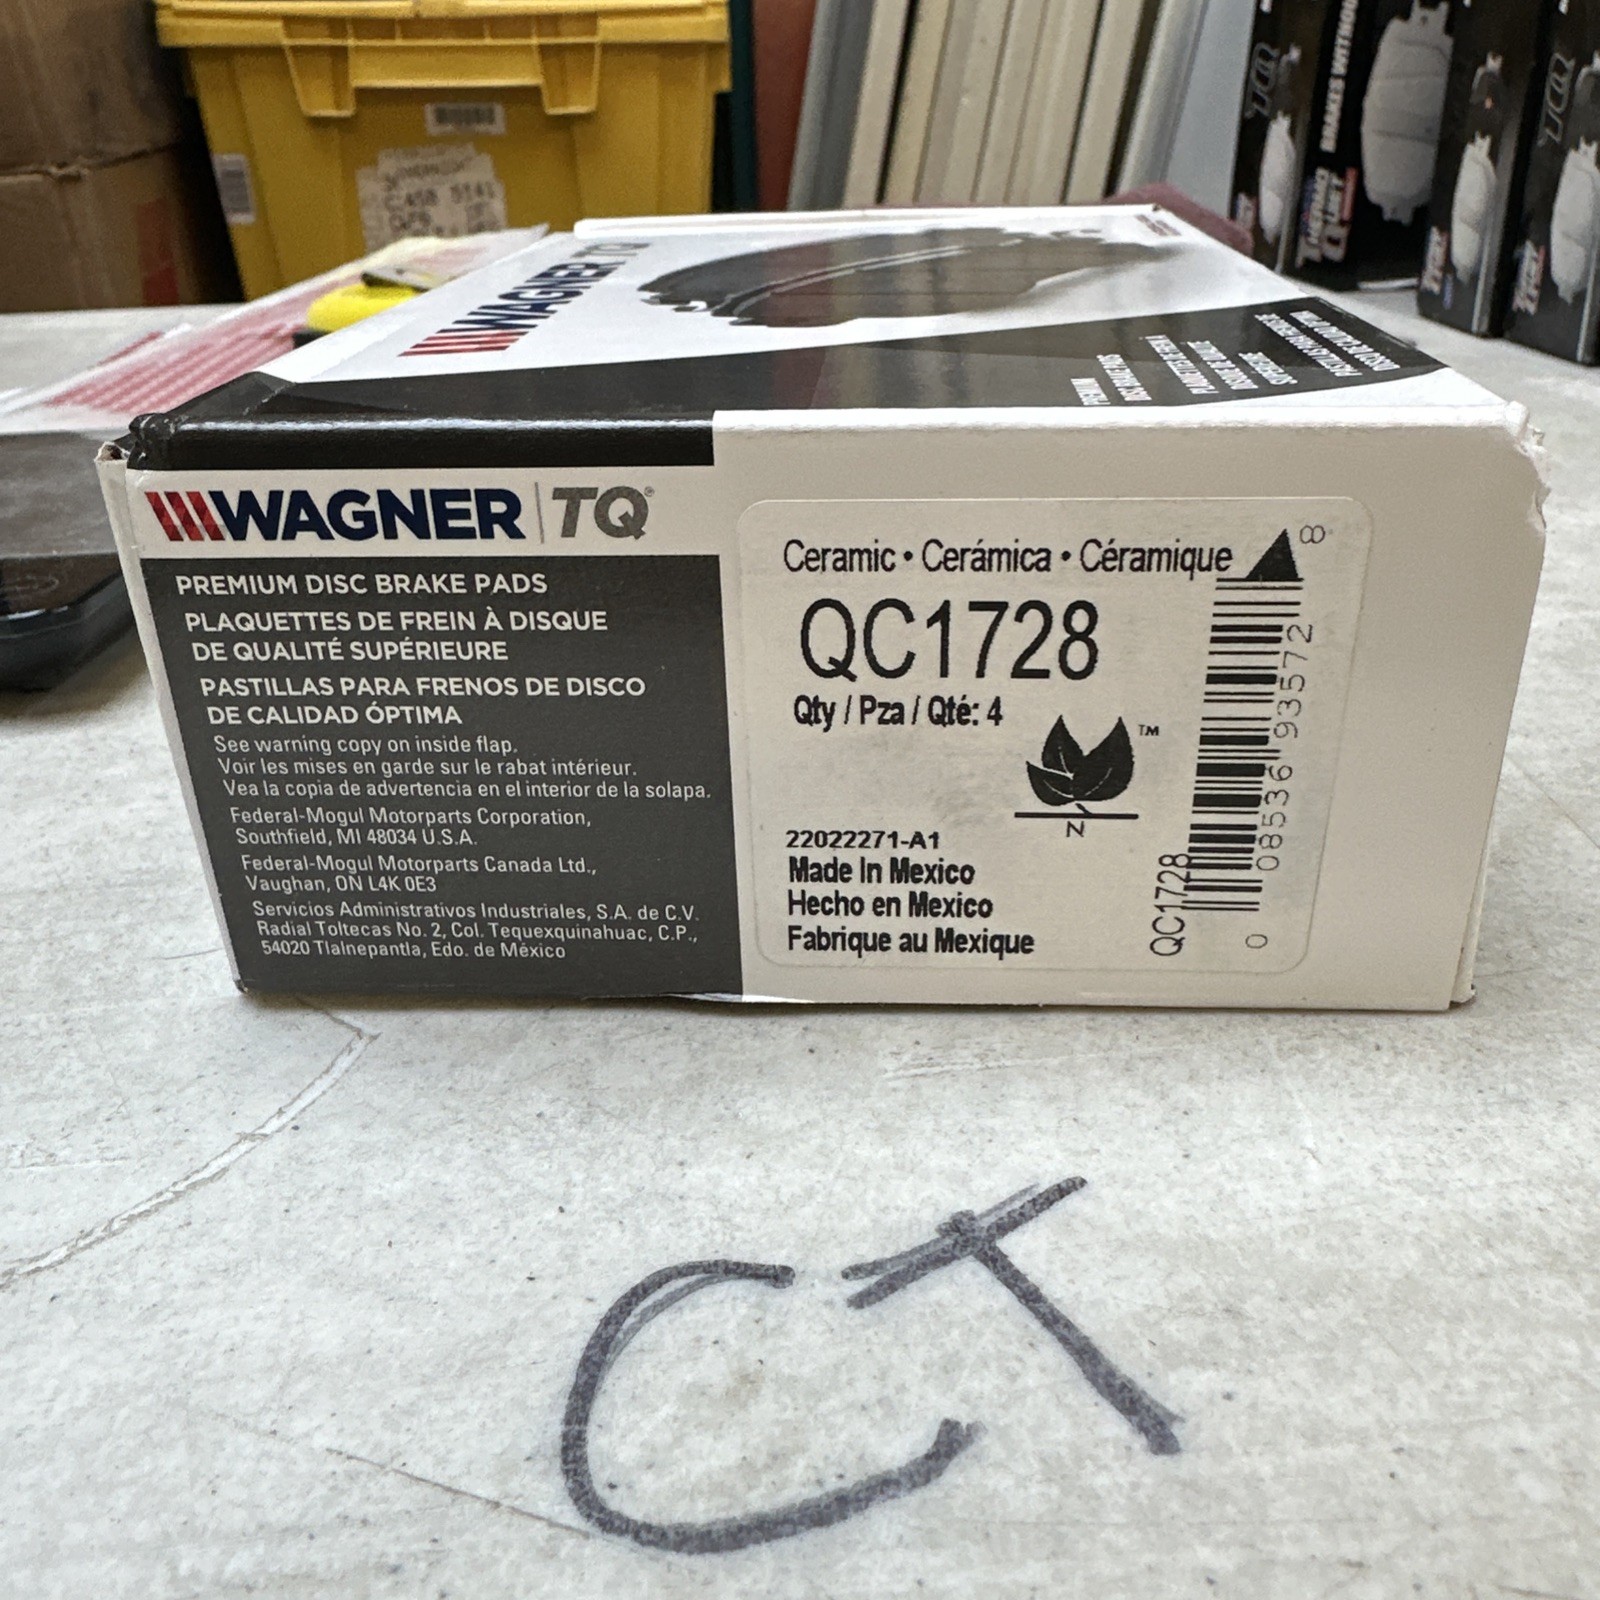 WAGNER TQ
WAGNER | TQ®
PREMIUM DISC BRAKE PADS
PLAQUETTES DE FREIN À DISQUE
DE QUALITÉ SUPÉRIEURE
PASTILLAS PARA FRENOS DE DISCO
DE CALIDAD ÓPTIMA
See warning copy on inside flap.
Voir les mises en garde sur le rabat intérieur.
Vea la copia de advertencia en el interior de la solapa.
Federal-Mogul Motorparts Corporation,
Southfield, MI 48034 U.S.A.
Federal-Mogul Motorparts Canada Ltd.,
Vaughan, ON L4K 0E3
Servicios Administrativos Industriales, S.A. de C.V.
Radial Toltecas No. 2, Col. Tequexquinahuac, C.P.,
54020 Tlalnepantla, Edo. de México
Ceramic • Cerámica • Céramique
QC1728
Qty / Pza / Qté: 4
TM
N
22022271-A1
Made In Mexico
Hecho en Mexico
Fabrique au Mexique
QC1728
0 08536 93572 8
CT